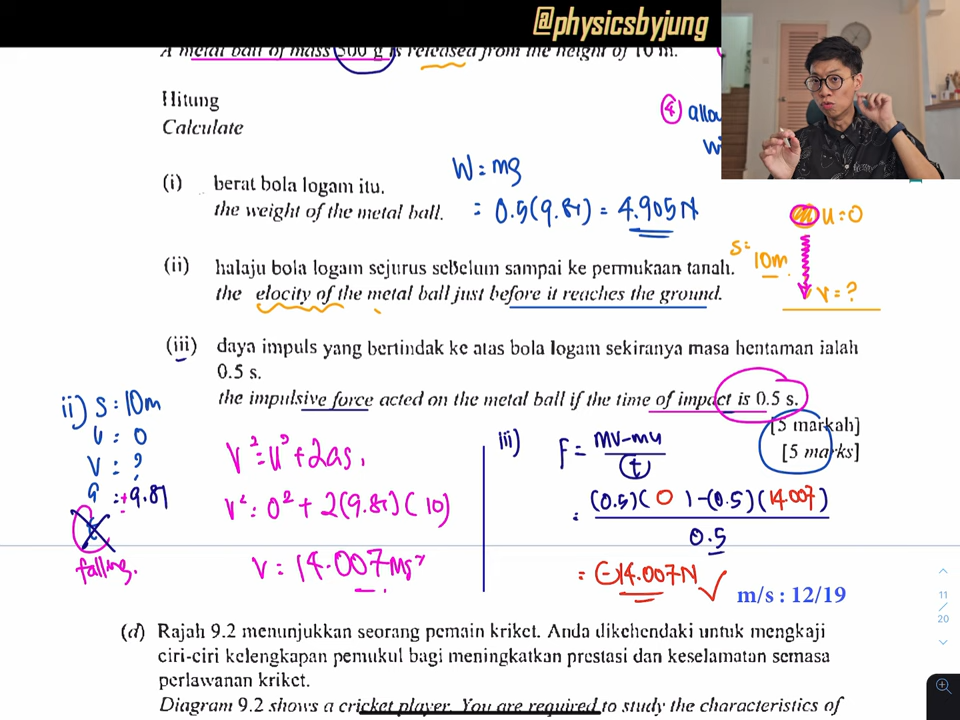 @physicsbyjung
A metal ball of mass 500 g is released from the height of 10 m.
Hitung
Calculate
④ allow
W = mg
(i) berat bola logam itu.
the weight of the metal ball.
= 0.5(9.81) = 4.905N
m u = 0
s = 10m
v = ?
(ii) halaju bola logam sejurus sebelum sampai ke permukaan tanah.
the elocity of the metal ball just before it reaches the ground.
(iii) daya impuls yang bertindak ke atas bola logam sekiranya masa hentaman ialah
0.5 s.
the impulsive force acted on the metal ball if the time of impact is 0.5 s.
[5 markah]
[5 marks]
ii) s = 10m
u = 0
v = ?
a = +9.81
t
falling.
v² = u² + 2as
v² = 0² + 2(9.81)(10)
v = 14.007 ms⁻¹
iii) F = mv-mu
t
= (0.5)(0)-(0.5)(14.007)
0.5
= -14.007N ✓
m/s : 12/19
11
/
20
(d) Rajah 9.2 menunjukkan seorang pemain kriket. Anda dikehendaki untuk mengkaji
ciri-ciri kelengkapan pemukul bagi meningkatkan prestasi dan keselamatan semasa
perlawanan kriket.
Diagram 9.2 shows a cricket player. You are required to study the characteristics of